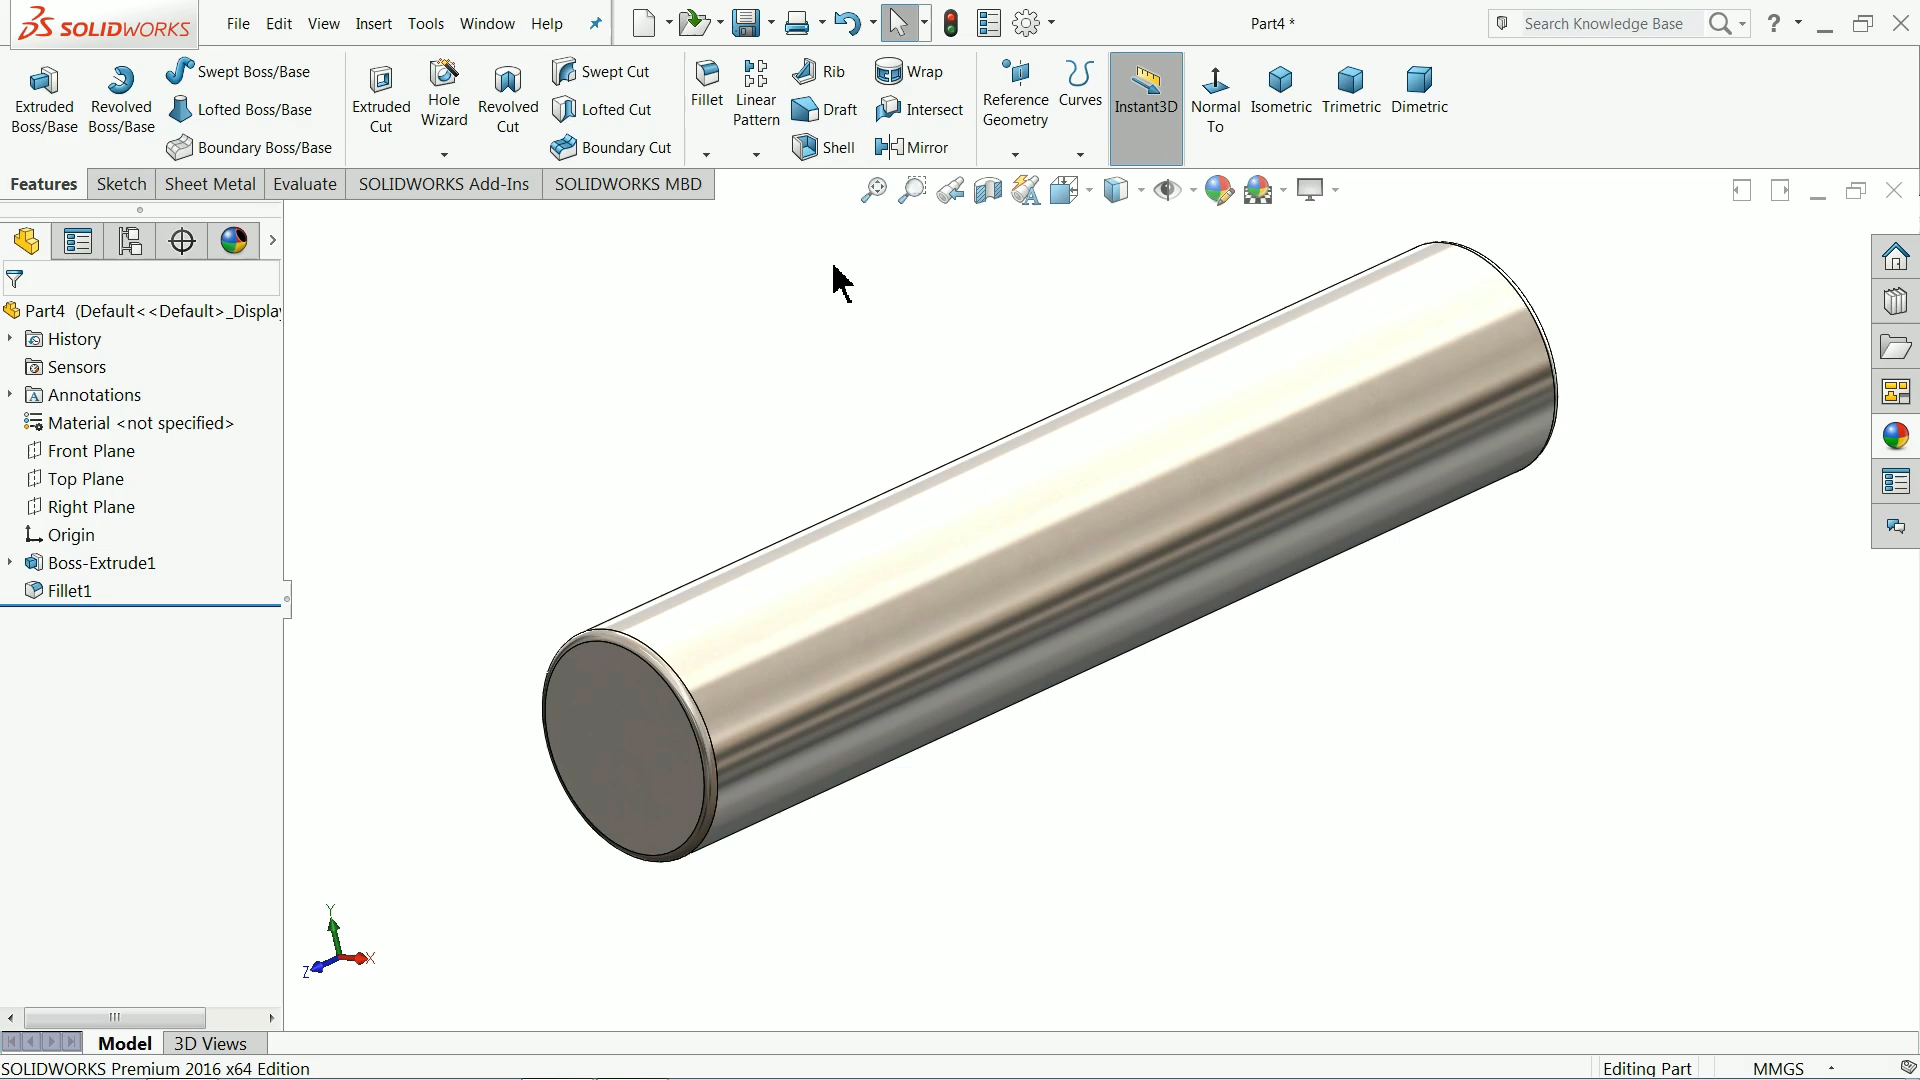 SOLIDWORKS File Edit View Insert Tools Window Help Part4 * Search Knowledge Base ?
Extruded Boss/Base
Revolved Boss/Base
Swept Boss/Base
Lofted Boss/Base
Boundary Boss/Base
Extruded Cut
Hole Wizard
Revolved Cut
Swept Cut
Lofted Cut
Boundary Cut
Fillet
Linear Pattern
Rib
Draft
Shell
Wrap
Intersect
Mirror
Reference Geometry
Curves
Instant3D
Normal To
Isometric
Trimetric
Dimetric
Features Sketch Sheet Metal Evaluate SOLIDWORKS Add-Ins SOLIDWORKS MBD
Part4 (Default<<Default>_Displa
History
Sensors
Annotations
Material <not specified>
Front Plane
Top Plane
Right Plane
Origin
Boss-Extrude1
Fillet1
Y
X
Z
Model 3D Views
SOLIDWORKS Premium 2016 x64 Edition Editing Part MMGS